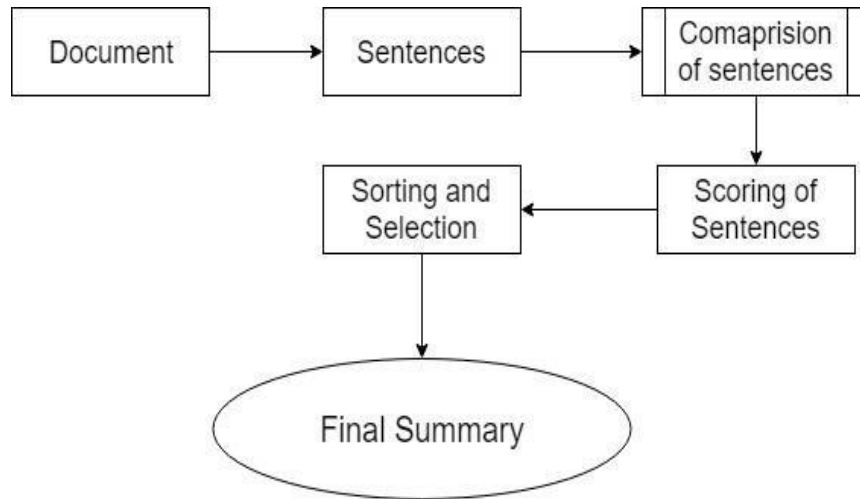 Document
Sentences
Comaprision
of sentences
Scoring of
Sentences
Sorting and
Selection
Final Summary